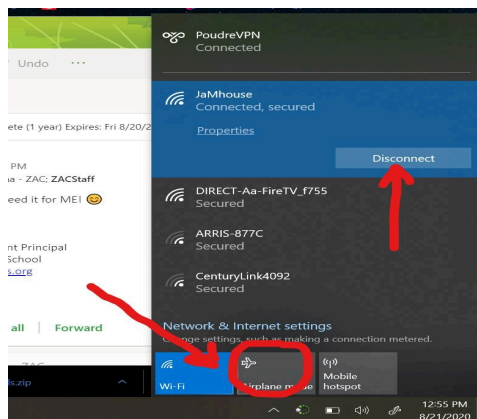 PoudreVPN
Connected
Undo ...
JaMhouse
Connected, secured
ete (1 year) Expires: Fri 8/20/2
Properties
Disconnect
PM
a - ZAC; ZACStaff
DIRECT-Aa-FireTV_f755
Secured
eed it for ME!
ARRIS-877C
Secured
nt Principal
School
s.org
CenturyLink4092
Secured
all | Forward
Network & Internet settings
Change settings, such as making a connection metered.
ZAC
s.zip
Wi-Fi
Airplane mode
Mobile
hotspot
12:55 PM
8/21/2020